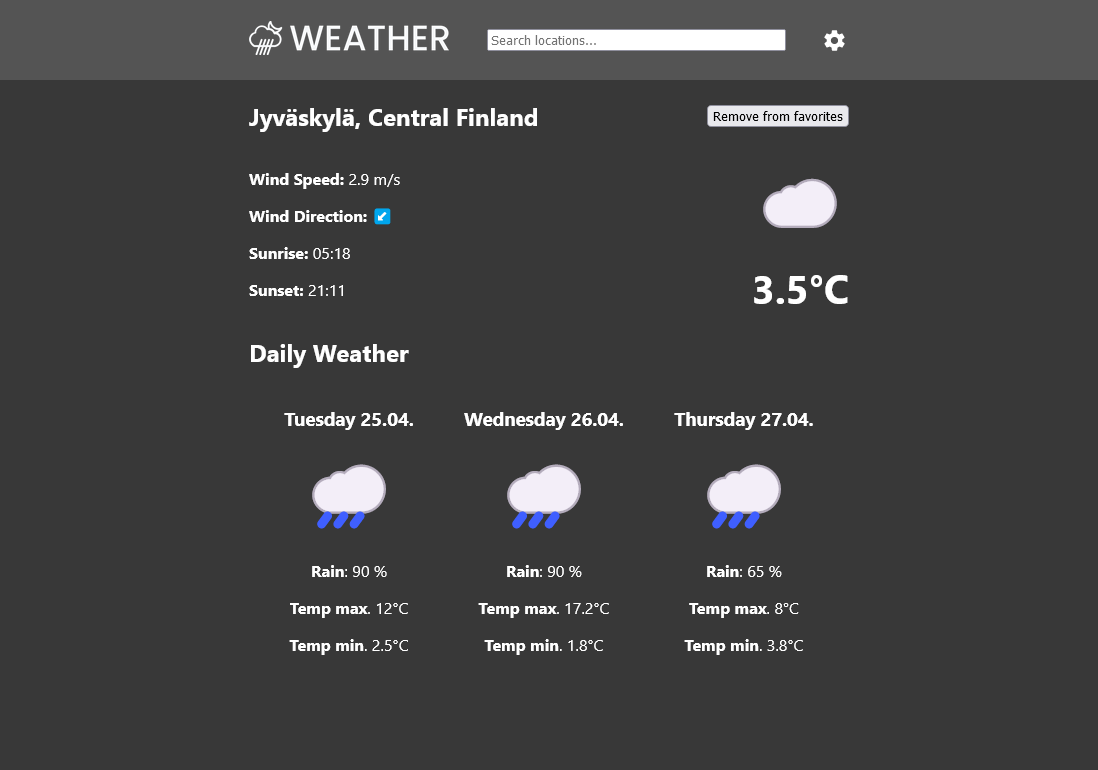 WEATHER
Search locations...
Jyväskylä, Central Finland
Remove from favorites
Wind Speed: 2.9 m/s
Wind Direction: ↙
Sunrise: 05:18
Sunset: 21:11
3.5°C
Daily Weather
Tuesday 25.04.
Wednesday 26.04.
Thursday 27.04.
Rain: 90 %
Rain: 90 %
Rain: 65 %
Temp max. 12°C
Temp max. 17.2°C
Temp max. 8°C
Temp min. 2.5°C
Temp min. 1.8°C
Temp min. 3.8°C